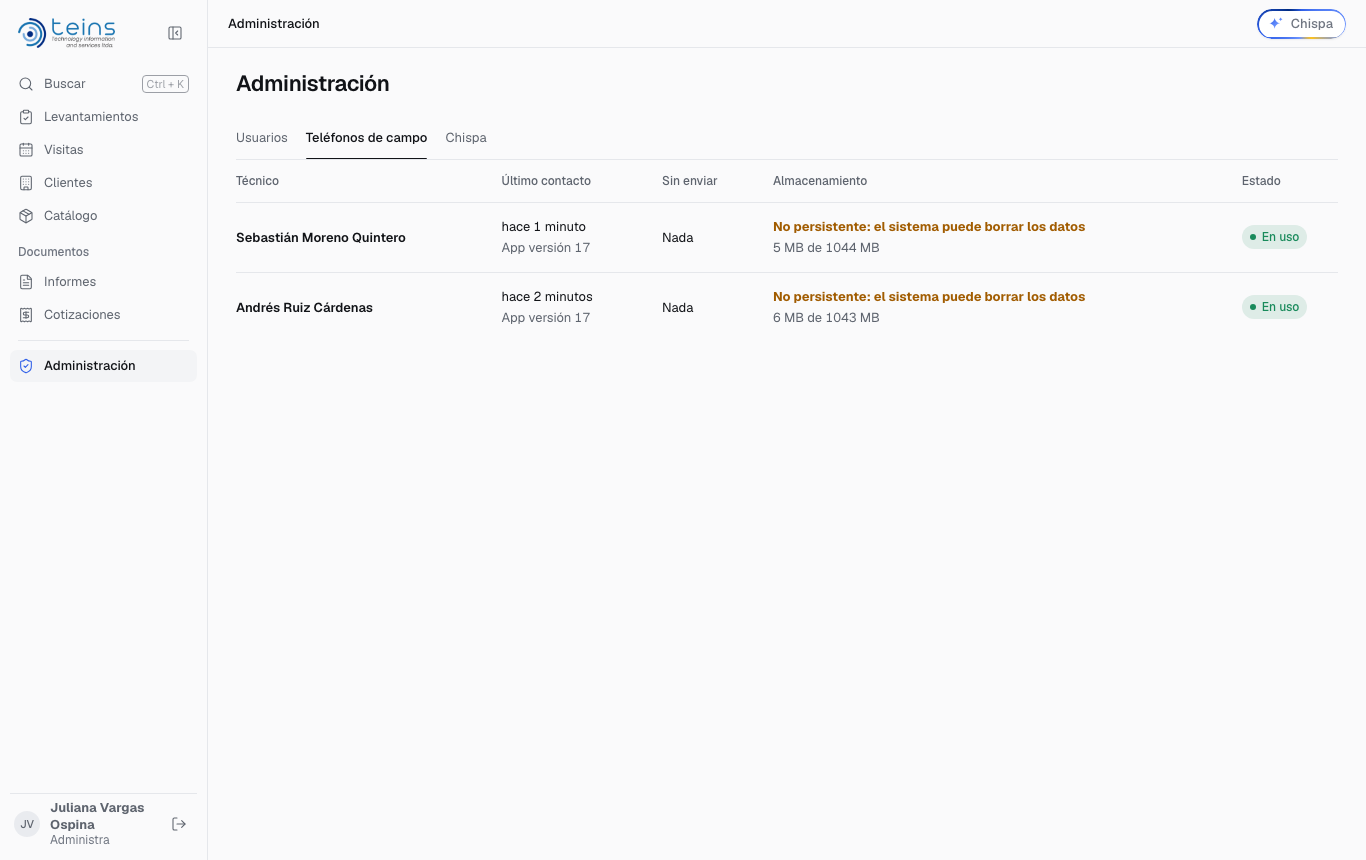 teins
Technology information
and services ltda.
Buscar
Ctrl + K
Levantamientos
Visitas
Clientes
Catálogo
Documentos
Informes
Cotizaciones
Administración
Juliana Vargas
Ospina
JV
Administra
Administración
Chispa
Administración
Usuarios
Teléfonos de campo
Chispa
Técnico
Último contacto
Sin enviar
Almacenamiento
Estado
Sebastián Moreno Quintero
hace 1 minuto
App versión 17
Nada
No persistente: el sistema puede borrar los datos
5 MB de 1044 MB
En uso
Andrés Ruiz Cárdenas
hace 2 minutos
App versión 17
Nada
No persistente: el sistema puede borrar los datos
6 MB de 1043 MB
En uso